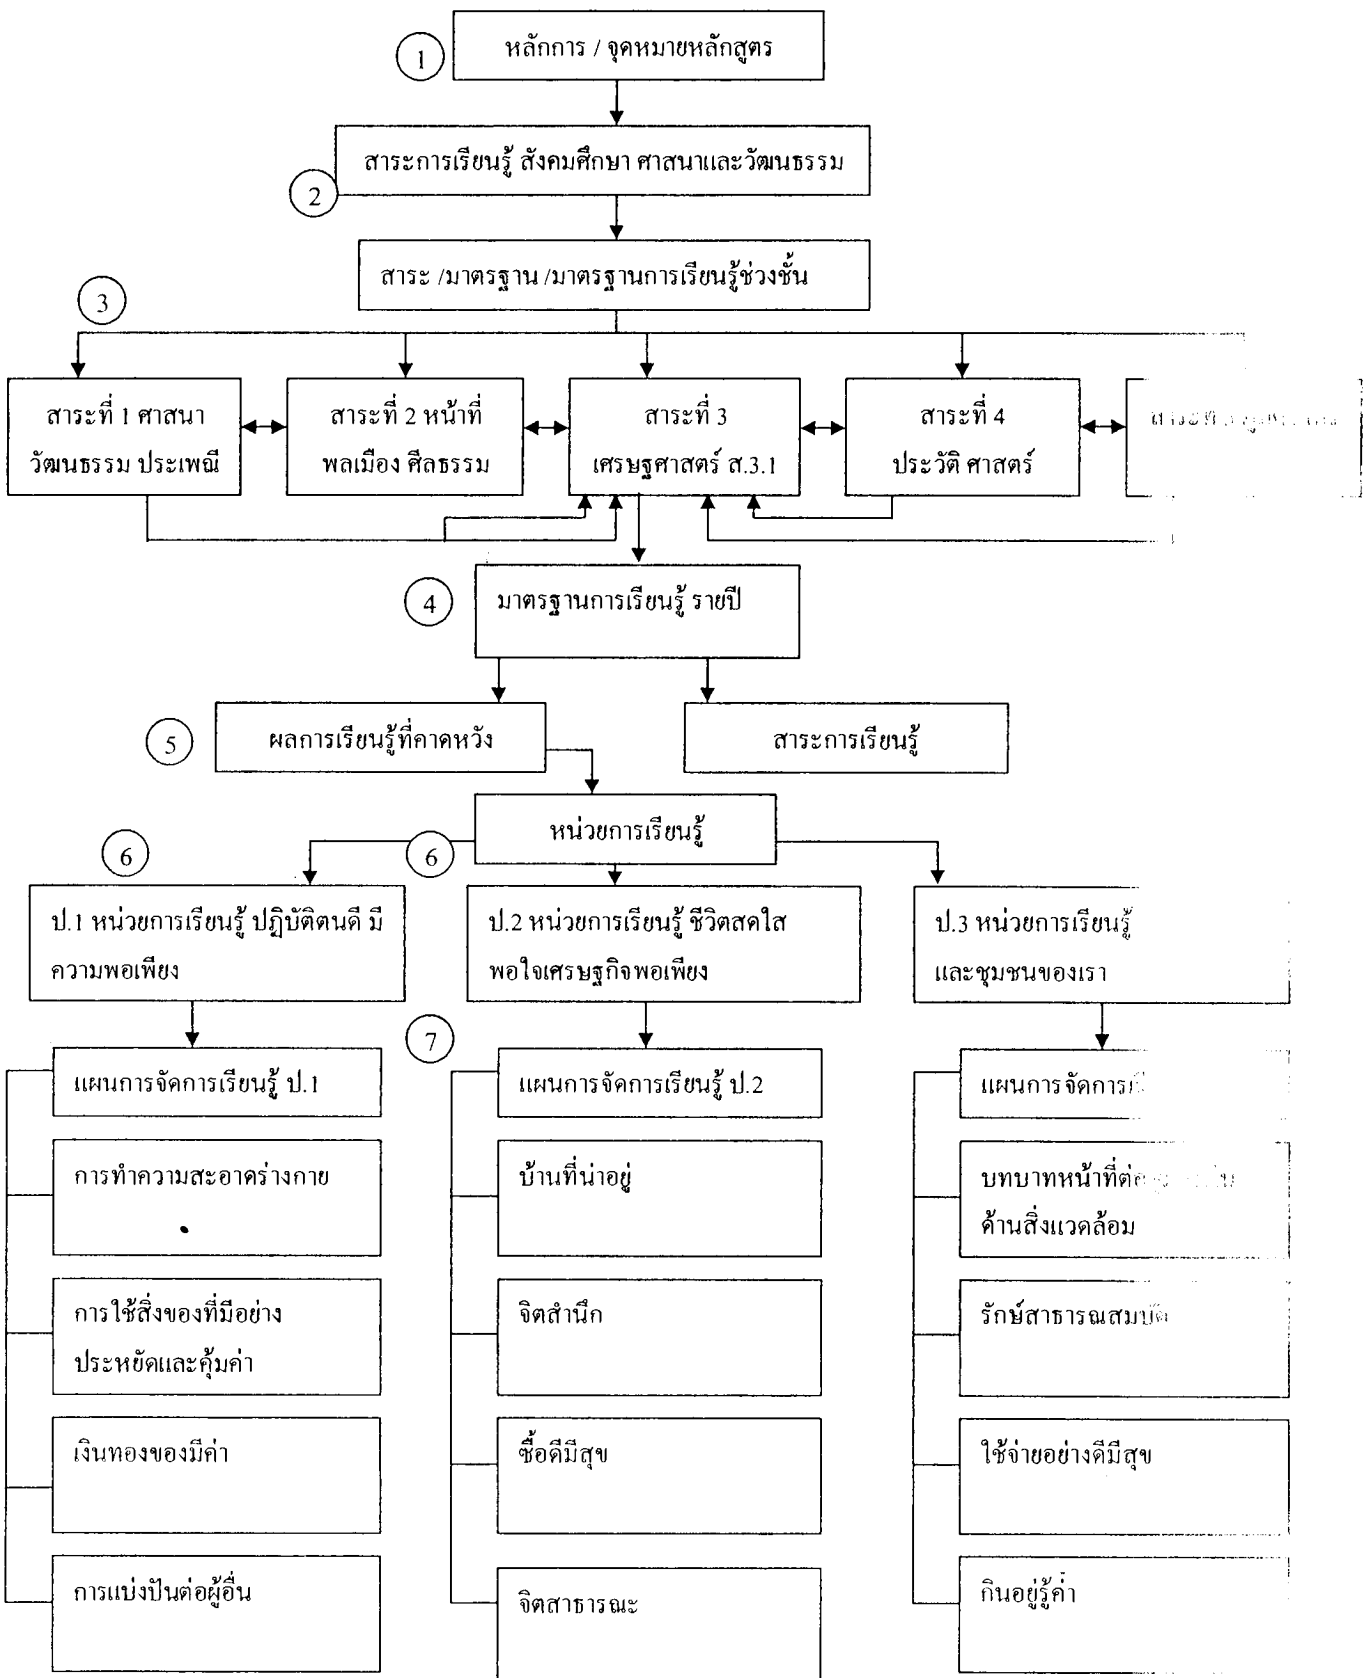 หลักการ / จุดหมายหลักสูตร
1
สาระการเรียนรู้ สังคมศึกษา ศาสนาและวัฒนธรรม
2
สาระ /มาตรฐาน /มาตรฐานการเรียนรู้ช่วงชั้น
3
สาระที่ 1 ศาสนา
วัฒนธรรม ประเพณี
สาระที่ 2 หน้าที่
พลเมือง ศีลธรรม
สาระที่ 3
เศรษฐศาสตร์ ส.3.1
สาระที่ 4
ประวัติ ศาสตร์
สาระที่
4
มาตรฐานการเรียนรู้ รายปี
5
ผลการเรียนรู้ที่คาดหวัง
สาระการเรียนรู้
หน่วยการเรียนรู้
6
6
ป.1 หน่วยการเรียนรู้ ปฏิบัติตนดี มี
ความพอเพียง
ป.2 หน่วยการเรียนรู้ ชีวิตสดใส
พอใจเศรษฐกิจพอเพียง
ป.3 หน่วยการเรียนรู้
และชุมชนของเรา
7
แผนการจัดการเรียนรู้ ป.1
การทำความสะอาดร่างกาย
การใช้สิ่งของที่มีอย่าง
ประหยัดและคุ้มค่า
เงินทองของมีค่า
การแบ่งปันต่อผู้อื่น
แผนการจัดการเรียนรู้ ป.2
บ้านที่น่าอยู่
จิตสำนึก
ซื้อดีมีสุข
จิตสาธารณะ
แผนการจัดการ
บทบาทหน้าที่ต่อ
ด้านสิ่งแวดล้อม
รักษ์สาธารณสมบัติ
ใช้จ่ายอย่างดีมีสุข
กินอยู่รู้ค่ำ